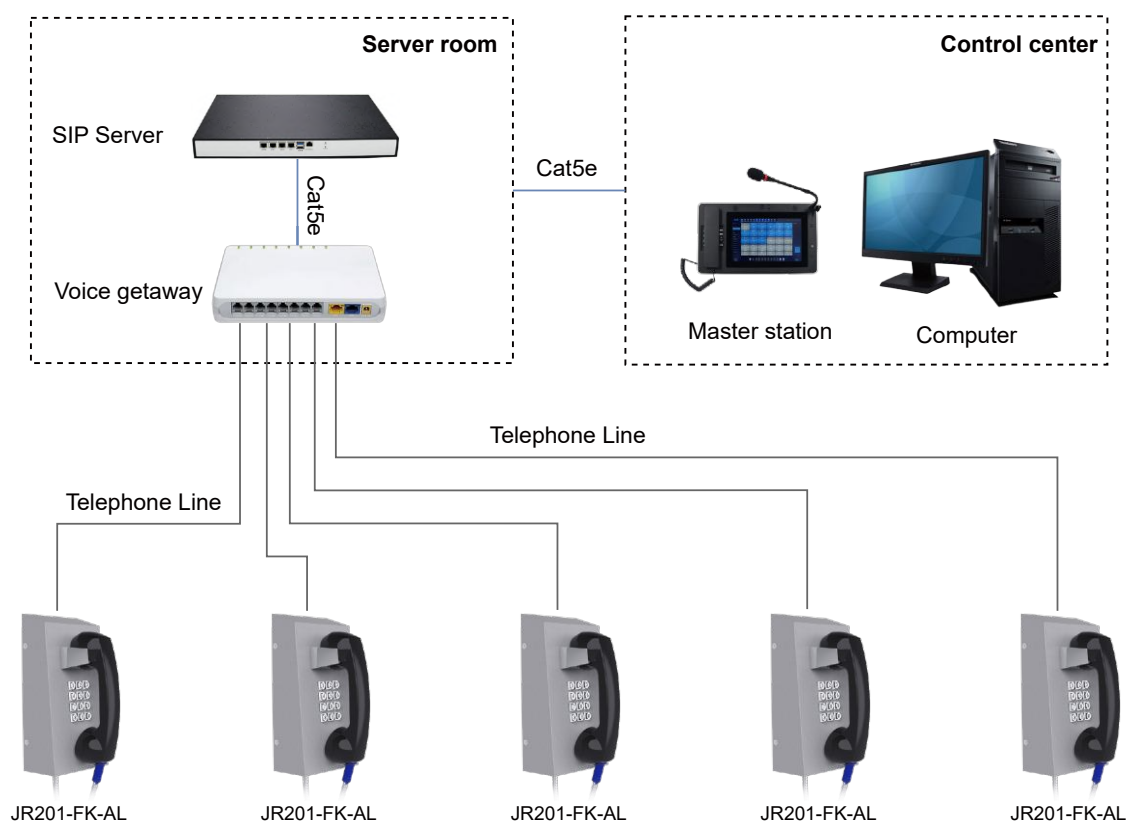 Server room
Control center
SIP Server
Cat5e
Cat5e
Voice getaway
Master station
Computer
Telephone Line
Telephone Line
JR201-FK-AL
JR201-FK-AL
JR201-FK-AL
JR201-FK-AL
JR201-FK-AL